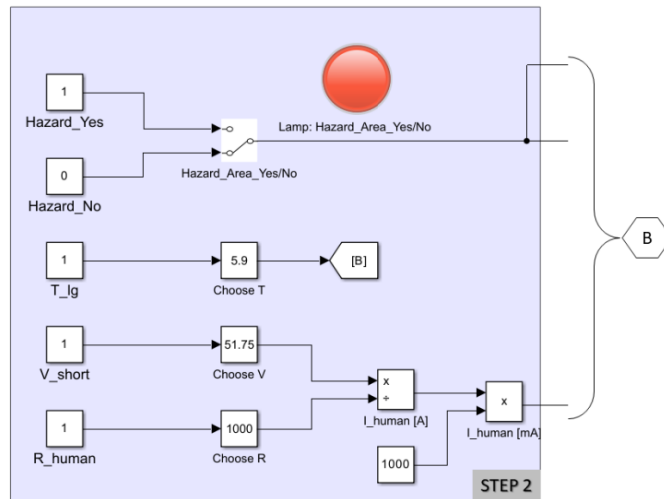 1
Hazard_Yes
Lamp: Hazard_Area_Yes/No
0
Hazard_No
Hazard_Area_Yes/No
B
1
T_Ig
5.9
Choose T
[B]
1
V_short
51.75
Choose V
x
÷
I_human [A]
x
I_human [mA]
1
R_human
1000
Choose R
1000
STEP 2